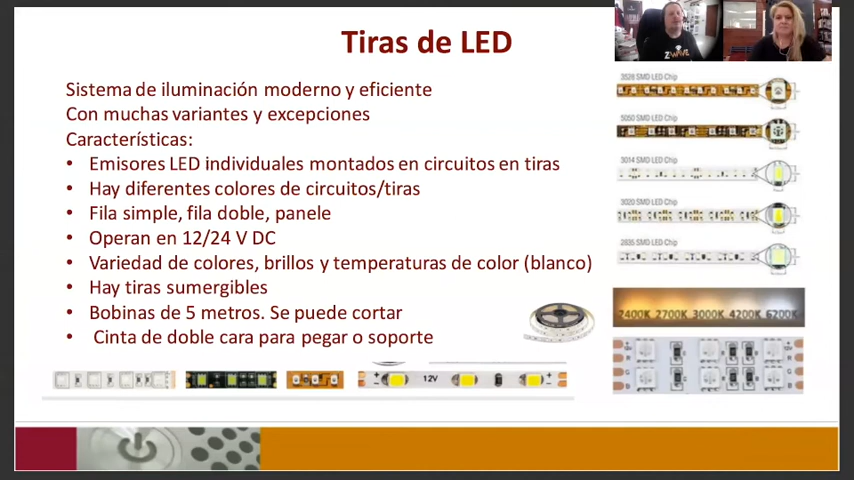 Tiras de LED
Sistema de iluminación moderno y eficiente
Con muchas variantes y excepciones
Características:
• Emisores LED individuales montados en circuitos en tiras
• Hay diferentes colores de circuitos/tiras
• Fila simple, fila doble, panele
• Operan en 12/24 V DC
• Variedad de colores, brillos y temperaturas de color (blanco)
• Hay tiras sumergibles
• Bobinas de 5 metros. Se puede cortar
• Cinta de doble cara para pegar o soporte
3528 SMD LED Chip
5050 SMD LED Chip
3014 SMD LED Chip
3020 SMD LED Chip
2835 SMD LED Chip
2400K 2700K 3000K 4200K 6200K
+ 12V +
- -